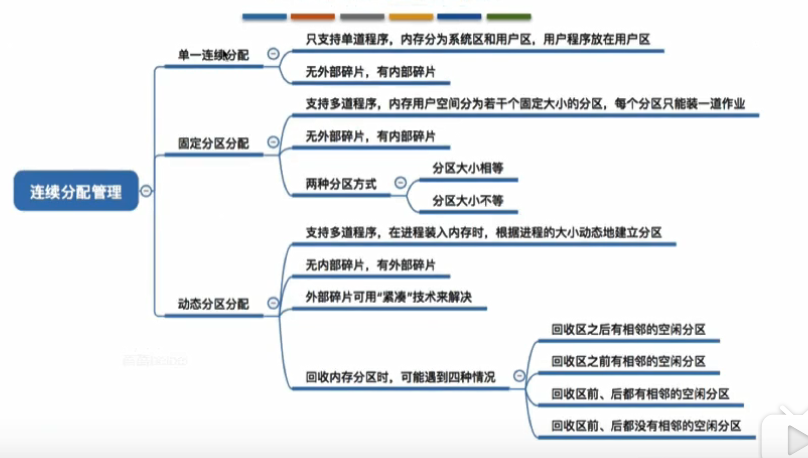 单一连续分配
只支持单道程序，内存分为系统区和用户区，用户程序放在用户区
无外部碎片，有内部碎片
固定分区分配
支持多道程序，内存用户空间分为若干个固定大小的分区，每个分区只能装一道作业
无外部碎片，有内部碎片
两种分区方式
分区大小相等
分区大小不等
连续分配管理
动态分区分配
支持多道程序，在进程装入内存时，根据进程的大小动态地建立分区
无内部碎片，有外部碎片
外部碎片可用“紧凑”技术来解决
回收内存分区时，可能遇到四种情况
回收区之后有相邻的空闲分区
回收区之前有相邻的空闲分区
回收区前、后都有相邻的空闲分区
回收区前、后都没有相邻的空闲分区